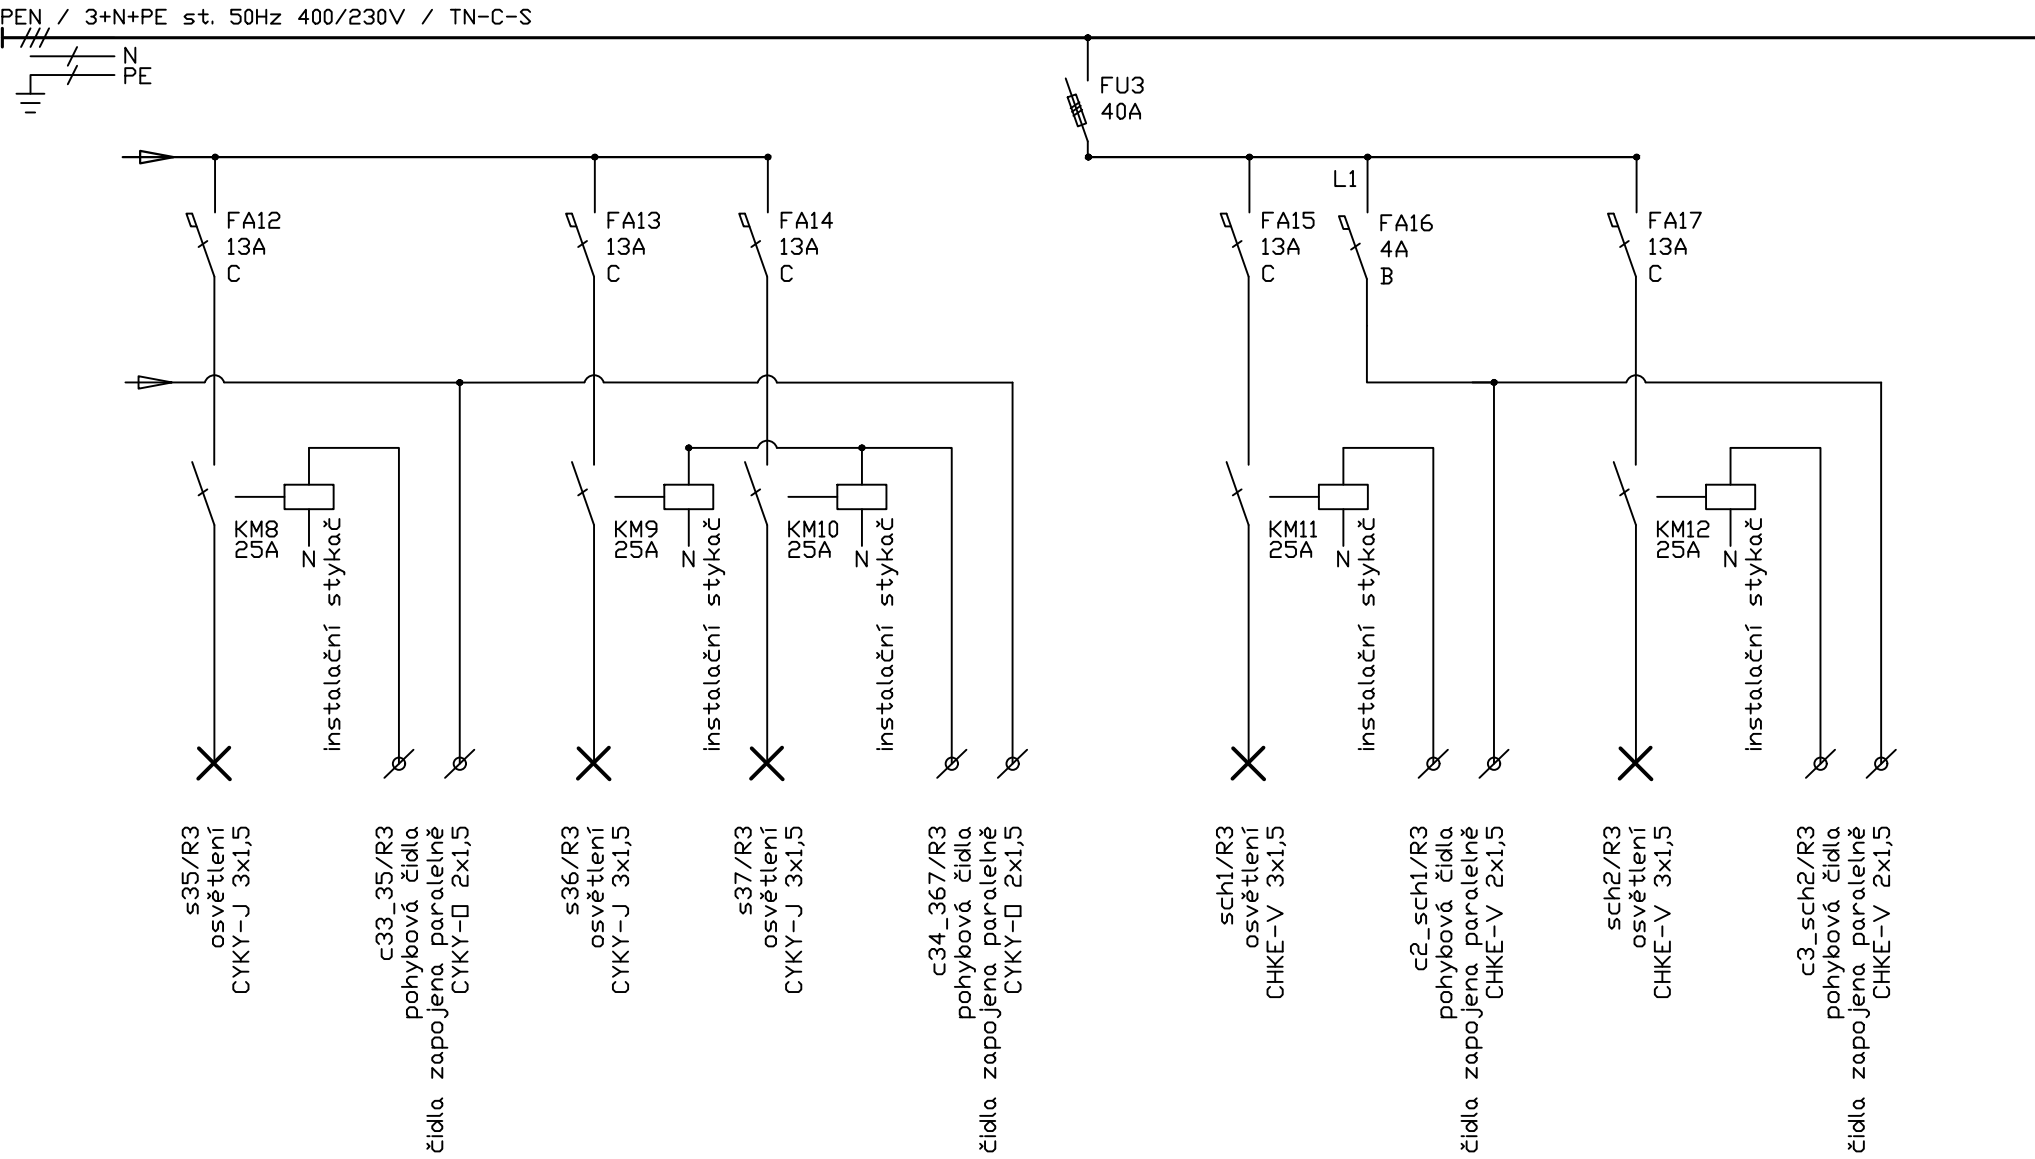 PEN / 3+N+PE st. 50Hz 400/230V / TN-C-S
N
PE
FU3
40A
L1
FA12
13A
C
FA13
13A
C
FA14
13A
C
FA15
13A
C
FA16
4A
B
FA17
13A
C
KM8
25A
N
instalační stykač
KM9
25A
N
instalační stykač
KM10
25A
N
instalační stykač
KM11
25A
N
instalační stykač
KM12
25A
N
instalační stykač
s35/R3
osvětlení
CYKY-J 3x1,5
c33_35/R3
pohybová čidla
čidla zapojena paralelně
CYKY-O 2x1,5
s36/R3
osvětlení
CYKY-J 3x1,5
s37/R3
osvětlení
CYKY-J 3x1,5
c34_367/R3
pohybová čidla
čidla zapojena paralelně
CYKY-O 2x1,5
sch1/R3
osvětlení
CHKE-V 3x1,5
c2_sch1/R3
pohybová čidla
čidla zapojena paralelně
CHKE-V 2x1,5
sch2/R3
osvětlení
CHKE-V 3x1,5
c3_sch2/R3
pohybová čidla
čidla zapojena paralelně
CHKE-V 2x1,5